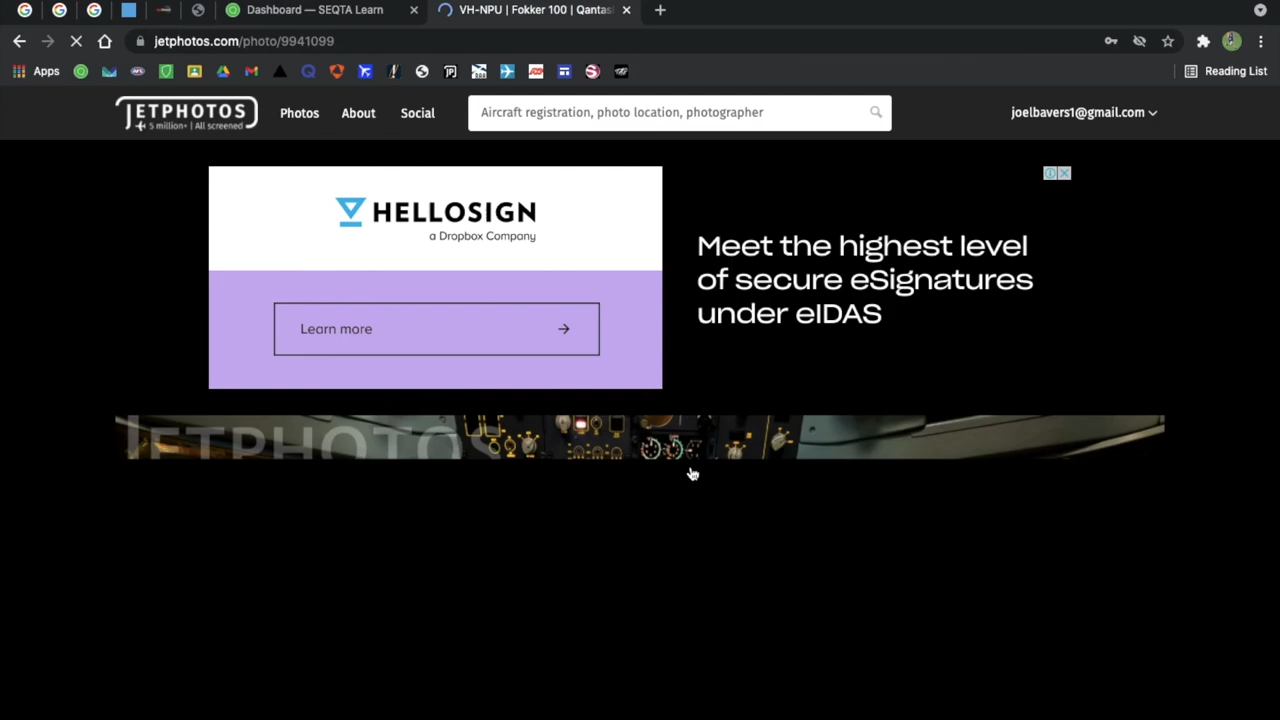 Dashboard — SEQTA Learn
VH-NPU | Fokker 100 | Qantas
jetphotos.com/photo/9941099
Apps
Reading List
JETPHOTOS
5 million+ | All screened
Photos
About
Social
Aircraft registration, photo location, photographer
joelbavers1@gmail.com
HELLOSIGN
a Dropbox Company
Learn more
Meet the highest level
of secure eSignatures
under eIDAS
JETPHOTOS